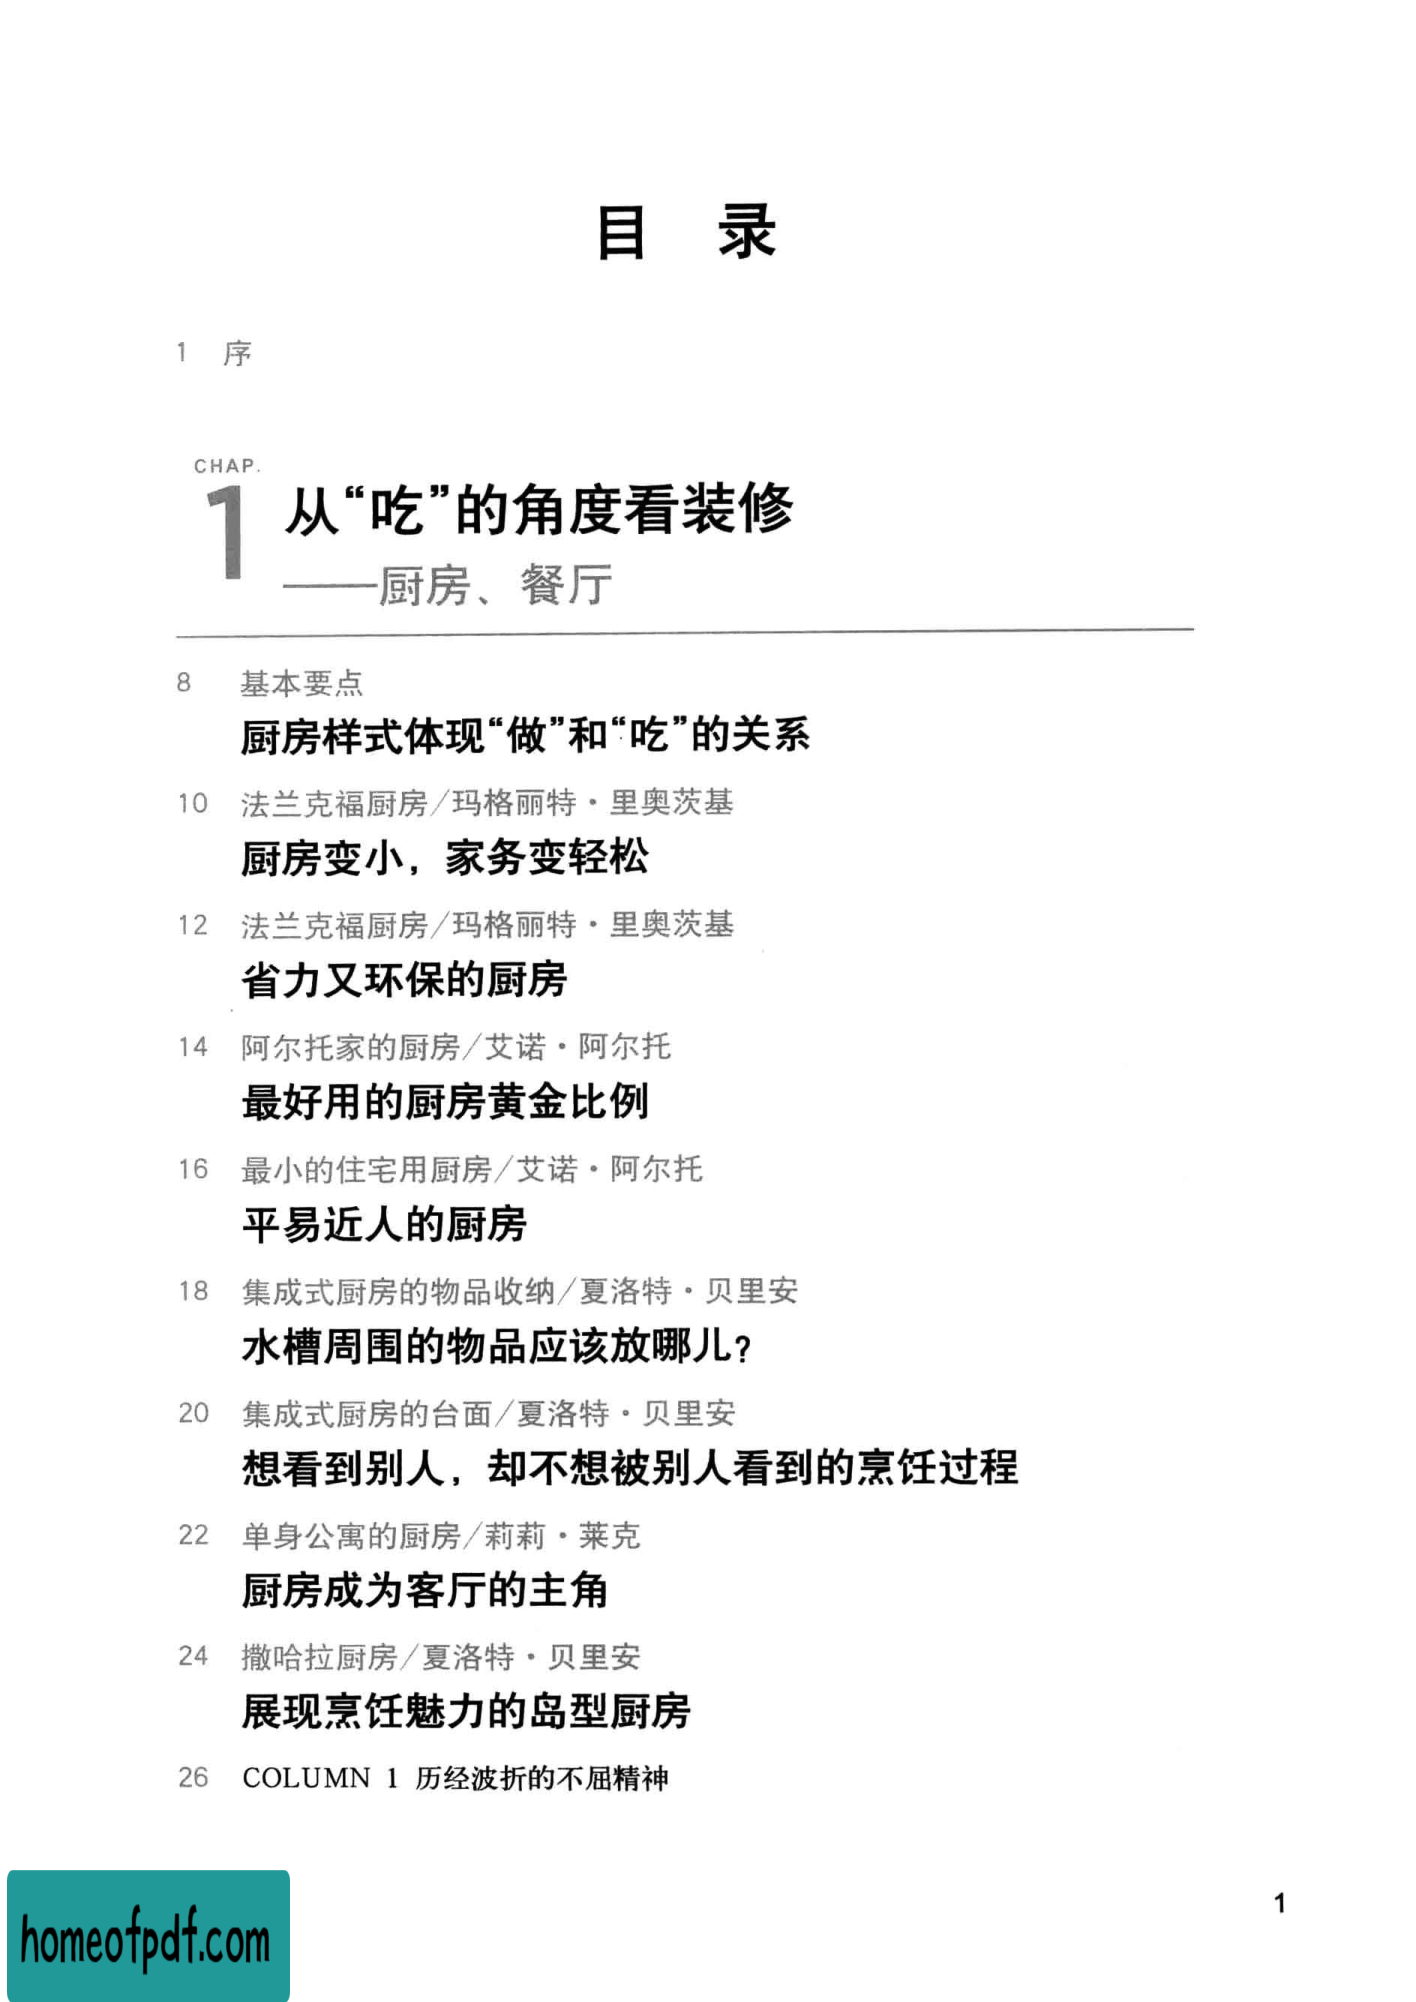 目 录
1 序
CHAP.
1 从“吃”的角度看装修
——厨房、餐厅
8 基本要点
厨房样式体现“做”和“吃”的关系
10 法兰克福厨房/玛格丽特·里奥茨基
厨房变小，家务变轻松
12 法兰克福厨房/玛格丽特·里奥茨基
省力又环保的厨房
14 阿尔托家的厨房/艾诺·阿尔托
最好用的厨房黄金比例
16 最小的住宅用厨房/艾诺·阿尔托
平易近人的厨房
18 集成式厨房的物品收纳/夏洛特·贝里安
水槽周围的物品应该放哪儿？
20 集成式厨房的台面/夏洛特·贝里安
想看到别人，却不想被别人看到的烹饪过程
22 单身公寓的厨房/莉莉·莱克
厨房成为客厅的主角
24 撒哈拉厨房/夏洛特·贝里安
展现烹饪魅力的岛型厨房
26 COLUMN 1 历经波折的不屈精神
1
homeofpdf.com